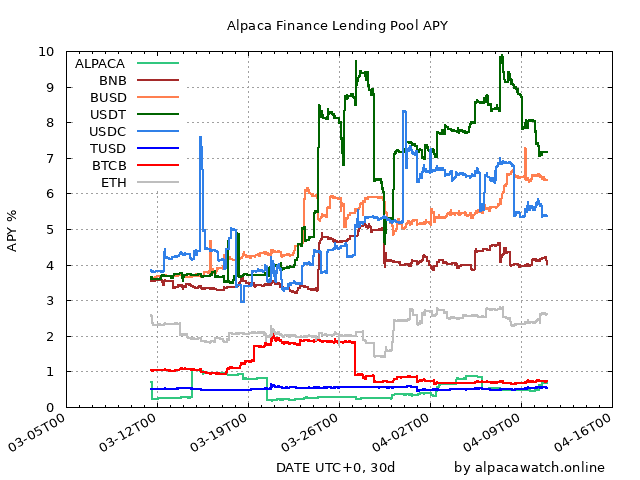 Alpaca Finance Lending Pool APY
10
9
8
7
6
5
4
3
2
1
0
APY %
ALPACA
BNB
BUSD
USDT
USDC
TUSD
BTCB
ETH
03-05T00
03-12T00
03-19T00
03-26T00
04-02T00
04-09T00
04-16T00
DATE UTC+0, 30d
by alpacawatch.online